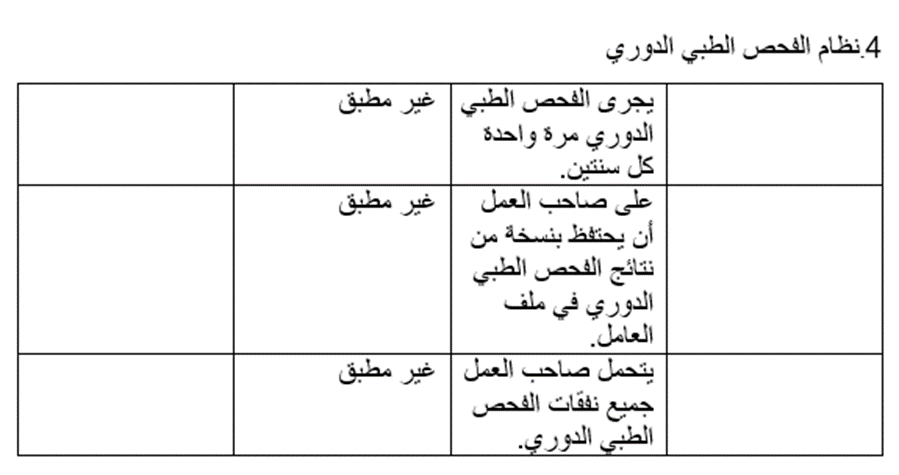 4.نظام الفحص الطبي الدوري
يجرى الفحص الطبي
الدوري مرة واحدة
كل سنتين.
غير مطبق
على صاحب العمل
أن يحتفظ بنسخة من
نتائج الفحص الطبي
الدوري في ملف
العامل.
غير مطبق
يتحمل صاحب العمل
جميع نفقات الفحص
الطبي الدوري.
غير مطبق